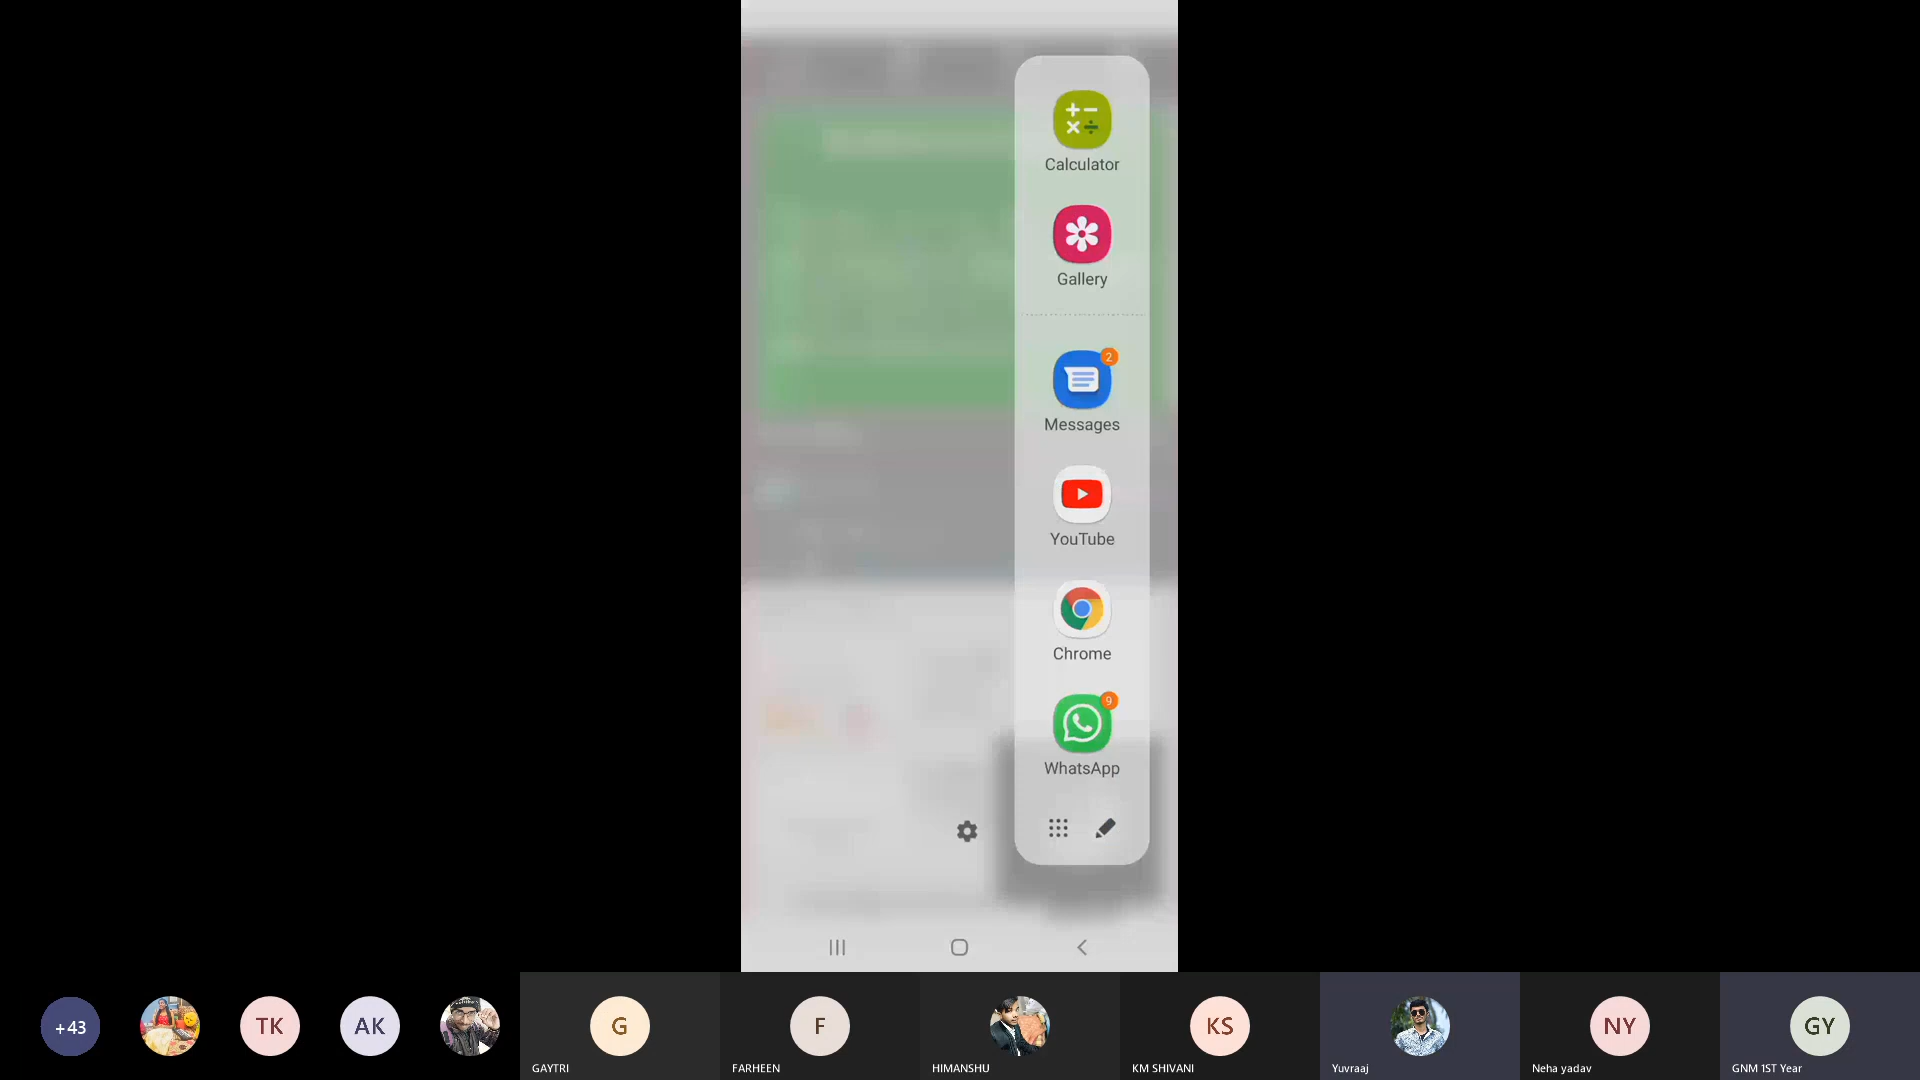 Calculator
Gallery
2
Messages
YouTube
Chrome
9
WhatsApp
+43
TK
AK
G
GAYTRI
F
FARHEEN
HIMANSHU
KS
KM SHIVANI
Yuvraaj
NY
Neha yadav
GY
GNM 1ST Year